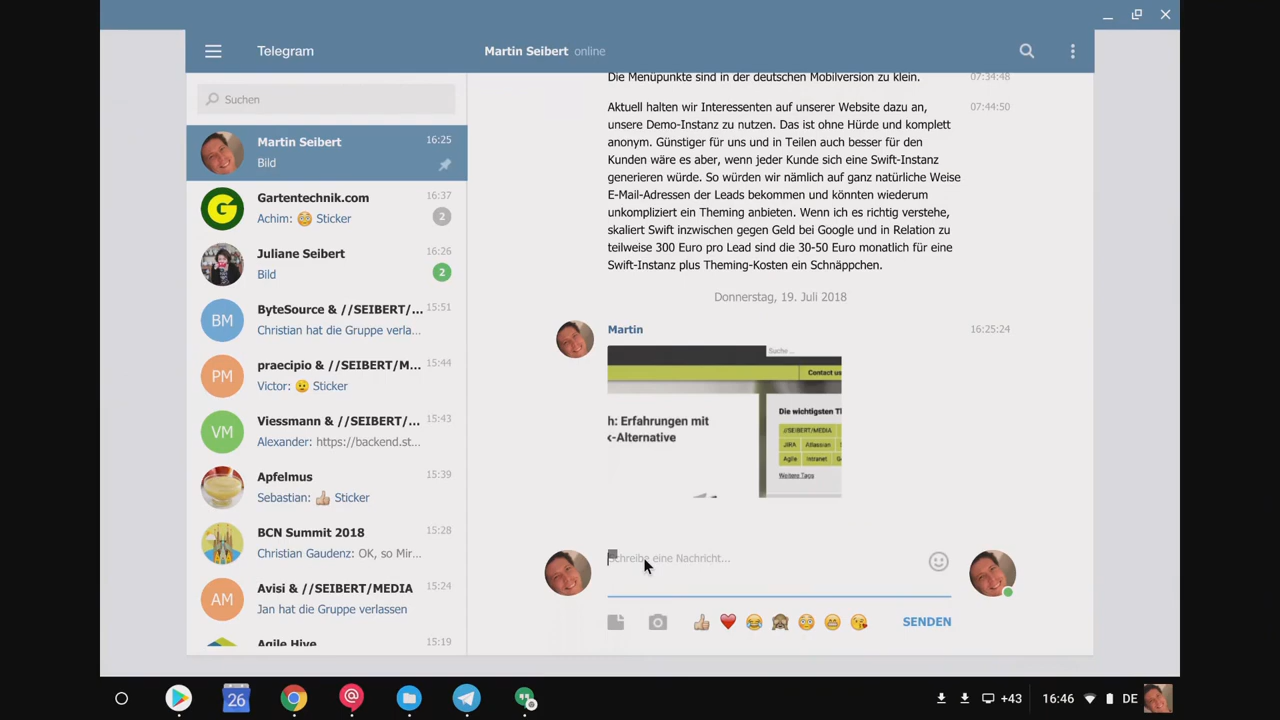 Telegram
Martin Seibert online
Suchen
Martin Seibert 16:25
Bild
Gartentechnik.com 16:37
Achim: 😳 Sticker 2
Juliane Seibert 16:26
Bild 2
BM ByteSource & //SEIBERT/... 15:51
Christian hat die Gruppe verla...
PM praecipio & //SEIBERT/M... 15:44
Victor: 🙂 Sticker
VM Viessmann & //SEIBERT/... 15:43
Alexander: https://backend.st...
Apfelmus 15:39
Sebastian: 👍 Sticker
BCN Summit 2018 15:28
Christian Gaudenz: OK, so Mir...
AM Avisi & //SEIBERT/MEDIA 15:24
Jan hat die Gruppe verlassen
Agile Hive 15:19
Die Menüpunkte sind in der deutschen Mobilversion zu klein. 07:34:48
Aktuell halten wir Interessenten auf unserer Website dazu an, 07:44:50
unsere Demo-Instanz zu nutzen. Das ist ohne Hürde und komplett
anonym. Günstiger für uns und in Teilen auch besser für den
Kunden wäre es aber, wenn jeder Kunde sich eine Swift-Instanz
generieren würde. So würden wir nämlich auf ganz natürliche Weise
E-Mail-Adressen der Leads bekommen und könnten wiederum
unkompliziert ein Theming anbieten. Wenn ich es richtig verstehe,
skaliert Swift inzwischen gegen Geld bei Google und in Relation zu
teilweise 300 Euro pro Lead sind die 30-50 Euro monatlich für eine
Swift-Instanz plus Theming-Kosten ein Schnäppchen.
Donnerstag, 19. Juli 2018
Martin 16:25:24
Suche ...
Contact us
h: Erfahrungen mit
k-Alternative
Die wichtigsten Tl
//SEIBERT/MEDIA
JIRA Atlassian
Agile Intranet G
Weitere Tags
Schreibe eine Nachricht...
SENDEN
26
+43 16:46 DE